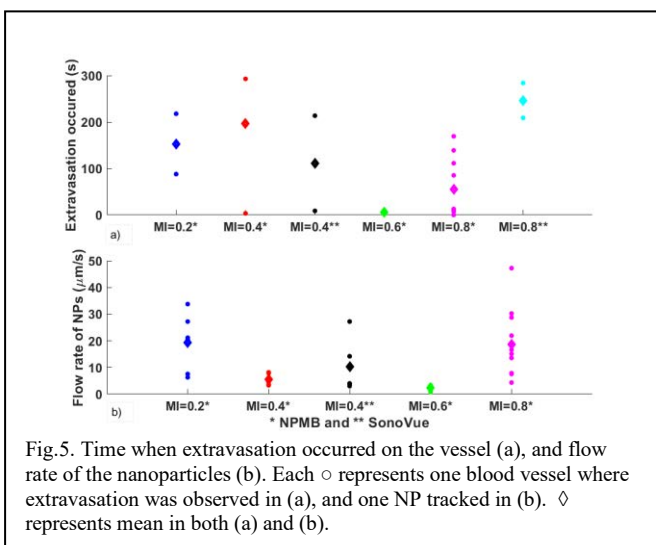 Extravasation occurred (s)
300
200
100
0
MI=0.2* MI=0.4* MI=0.4** MI=0.6* MI=0.8* MI=0.8**
a)
Flow rate of NPs (μm/s)
50
40
30
20
10
0
MI=0.2* MI=0.4* MI=0.4** MI=0.6* MI=0.8*
b)
* NPMB and ** SonoVue
Fig.5. Time when extravasation occurred on the vessel (a), and flow
rate of the nanoparticles (b). Each ○ represents one blood vessel where
extravasation was observed in (a), and one NP tracked in (b). ◊
represents mean in both (a) and (b).